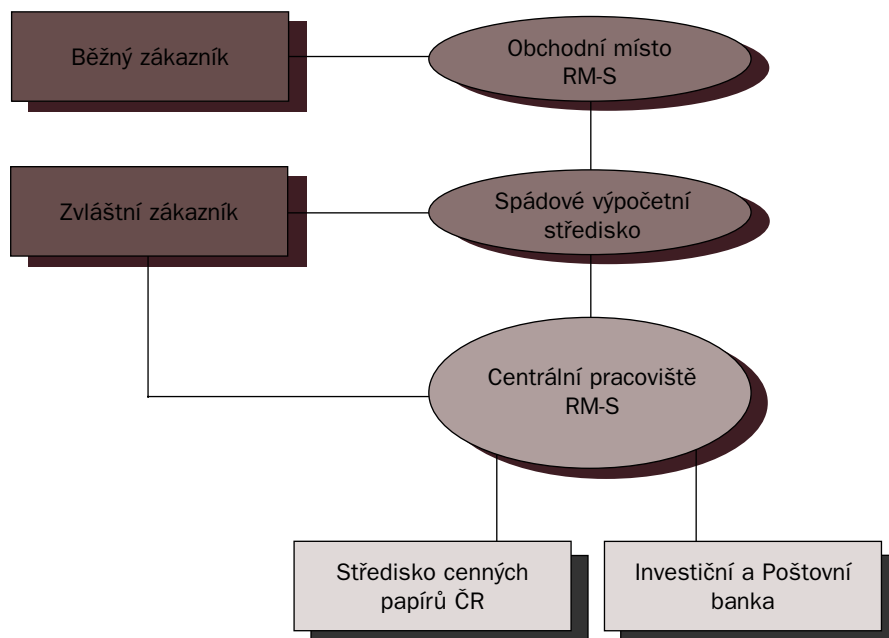 Běžný zákazník
Obchodní místo
RM-S
Zvláštní zákazník
Spádové výpočetní
středisko
Centrální pracoviště
RM-S
Středisko cenných
papírů ČR
Investiční a Poštovní
banka